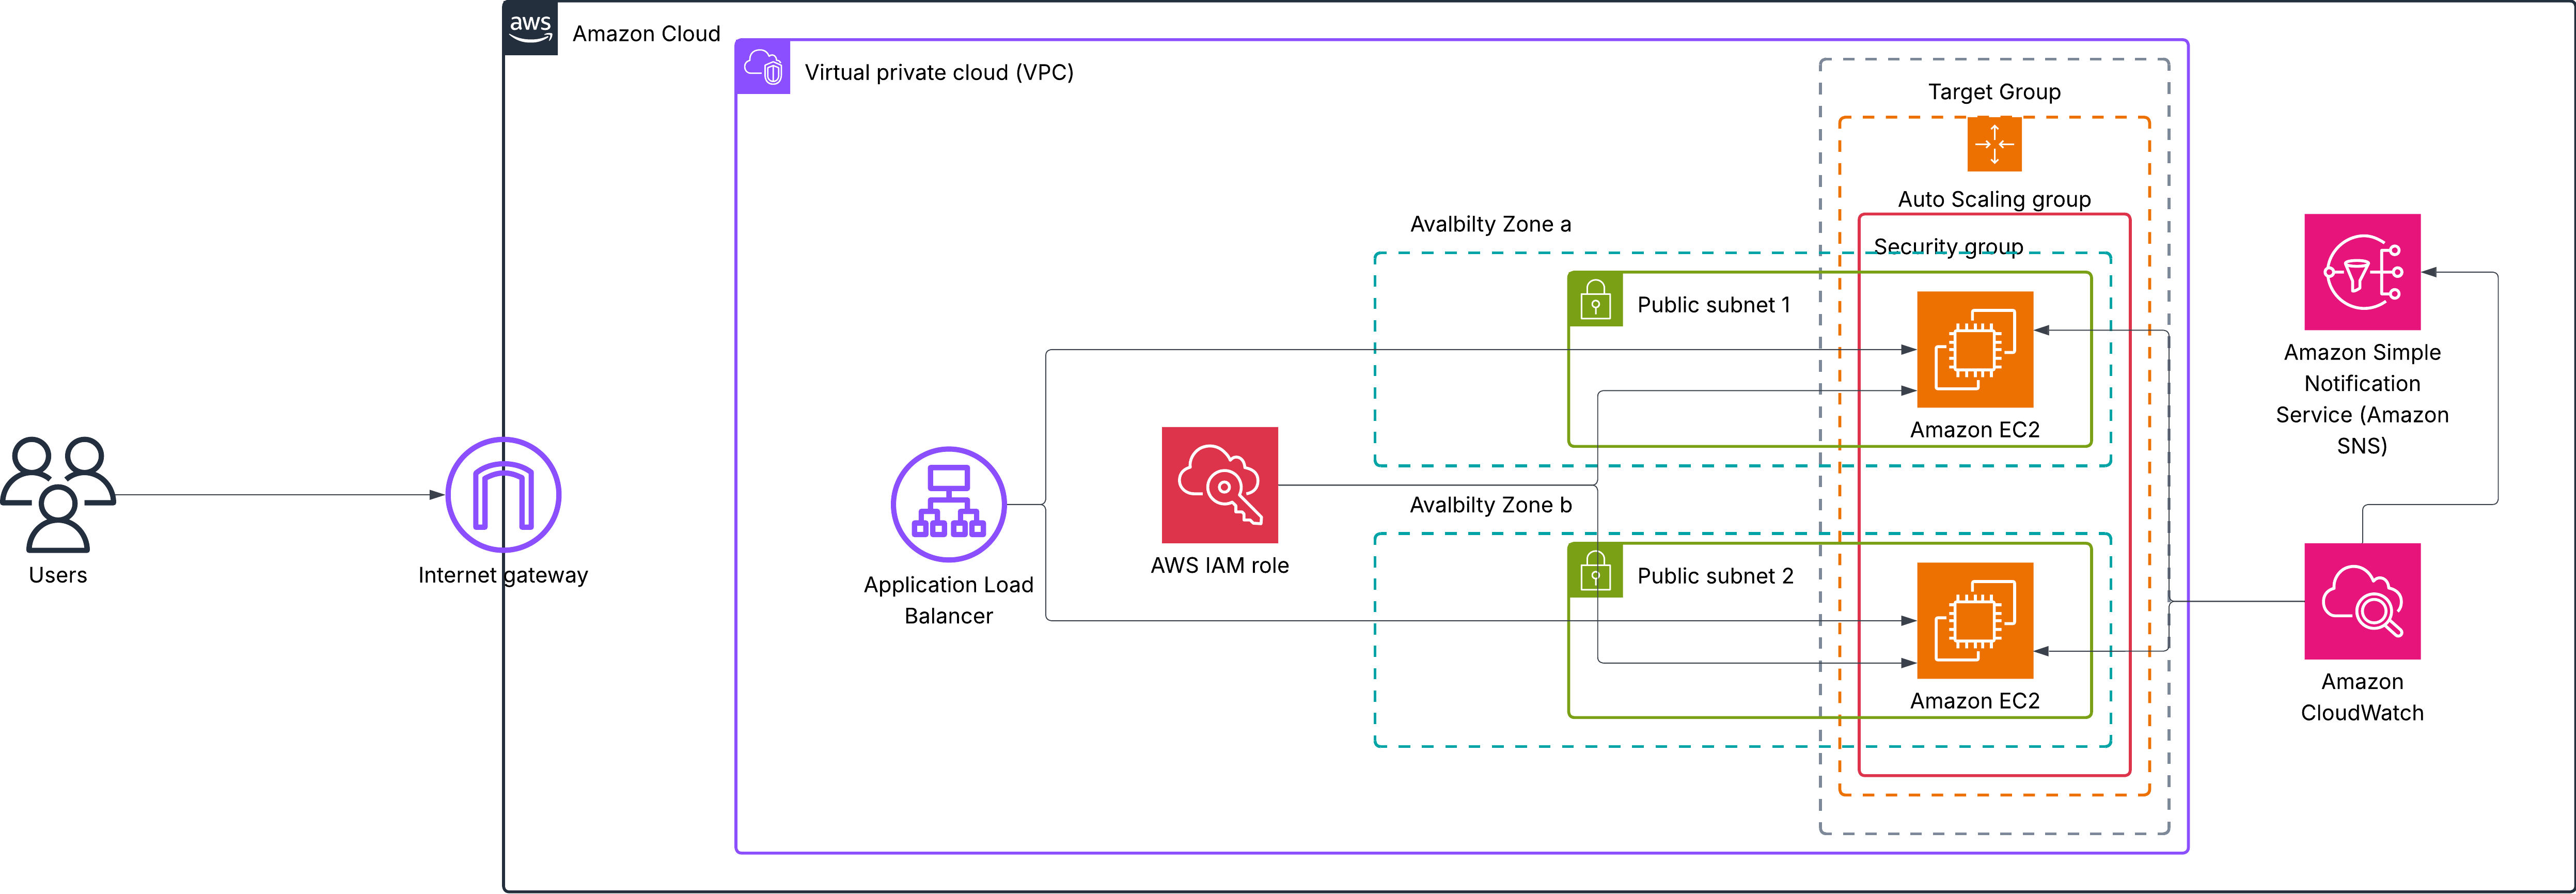 aws
Amazon Cloud
Virtual private cloud (VPC)
Target Group
Auto Scaling group
Avalbilty Zone a
Security group
Public subnet 1
Amazon EC2
Amazon Simple
Notification
Service (Amazon
SNS)
Users
Internet gateway
Application Load
Balancer
AWS IAM role
Avalbilty Zone b
Public subnet 2
Amazon EC2
Amazon
CloudWatch